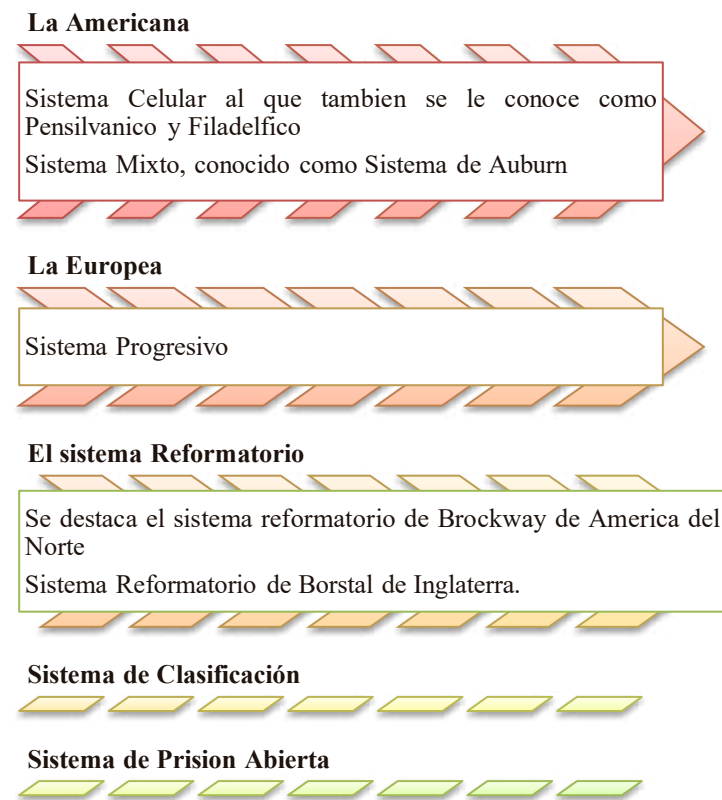 La Americana
Sistema Celular al que tambien se le conoce como
Pensilvanico y Filadelfico
Sistema Mixto, conocido como Sistema de Auburn
La Europea
Sistema Progresivo
El sistema Reformatorio
Se destaca el sistema reformatorio de Brockway de America del
Norte
Sistema Reformatorio de Borstal de Inglaterra.
Sistema de Clasificación
Sistema de Prision Abierta